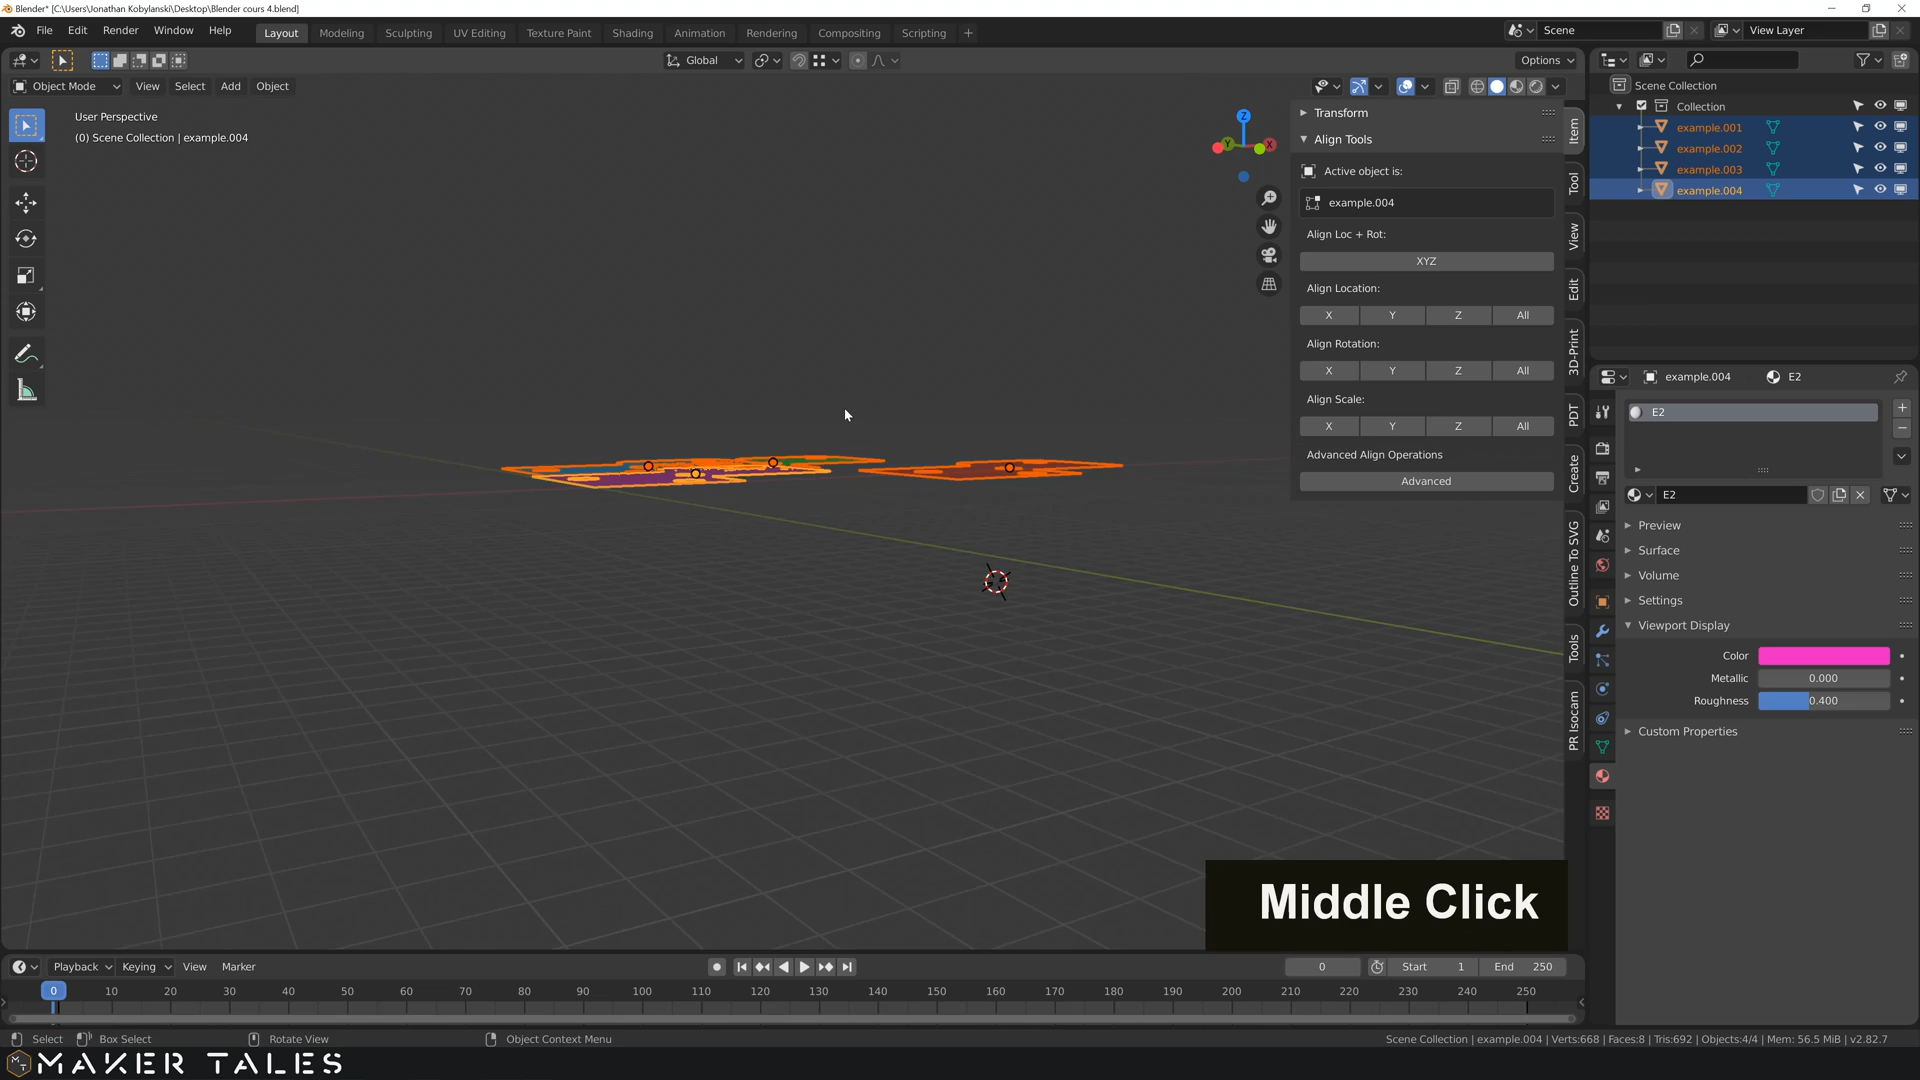 Blender* [C:\Users\Jonathan Kobylanski\Desktop\Blender cours 4.blend]
File Edit Render Window Help Layout Modeling Sculpting UV Editing Texture Paint Shading Animation Rendering Compositing Scripting + Scene View Layer
Global Options
Object Mode View Select Add Object
User Perspective
(0) Scene Collection | example.004
Z
Y
X
Transform
Align Tools
Active object is:
example.004
Align Loc + Rot:
XYZ
Align Location:
X Y Z All
Align Rotation:
X Y Z All
Align Scale:
X Y Z All
Advanced Align Operations
Advanced
Item
Tool
View
Edit
3D-Print
PDT
Create
Outline To SVG
Tools
PR Isocam
Scene Collection
Collection
example.001
example.002
example.003
example.004
example.004 E2
E2
E2
Preview
Surface
Volume
Settings
Viewport Display
Color
Metallic 0.000
Roughness 0.400
Custom Properties
Middle Click
Playback Keying View Marker 0 Start 1 End 250
0 10 20 30 40 50 60 70 80 90 100 110 120 130 140 150 160 170 180 190 200 210 220 230 240 250
Select Box Select Rotate View Object Context Menu Scene Collection | example.004 | Verts:668 | Faces:8 | Tris:692 | Objects:4/4 | Mem: 56.5 MiB | v2.82.7
MAKER TALES